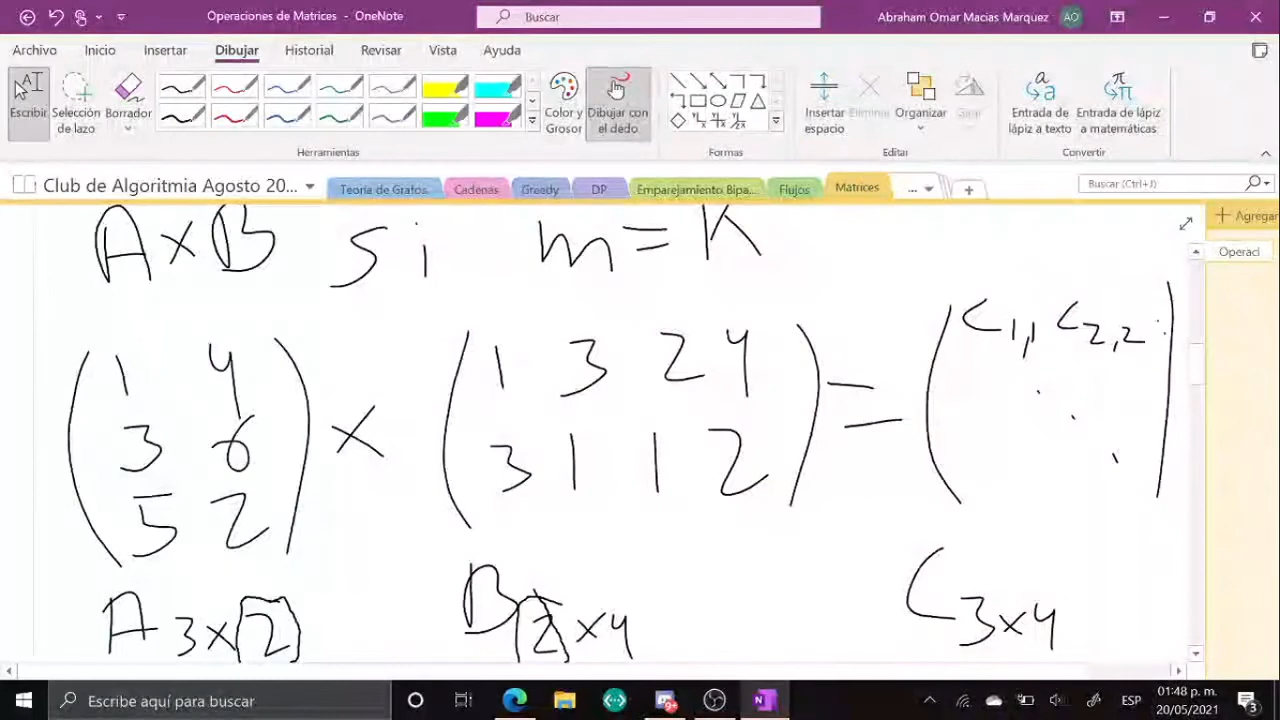 Operaciones de Matrices - OneNote
Buscar
Abraham Omar Macias Marquez
AO
Archivo Inicio Insertar Dibujar Historial Revisar Vista Ayuda
Escribir
Selección de lazo
Borrador
Color y Grosor
Dibujar con el dedo
Insertar espacio
Eliminar
Organizar
Girar
Entrada de lápiz a texto
Entrada de lápiz a matemáticas
Herramientas
Formas
Editar
Convertir
Club de Algoritmia Agosto 20...
Teoria de Grafos.
Cadenas
Greedy
DP
Emparejamiento Bipa...
Flujos
Matrices
...
Buscar (Ctrl+J)
+ Agregar
Operaci
A x B si m = K
1 4
3 6
5 2
x
1 3 2 4
3 1 1 2
=
C1,1 C2,2
A 3x2
B 2x4
C 3x4
Escribe aquí para buscar
ESP
01:48 p. m.
20/05/2021
3